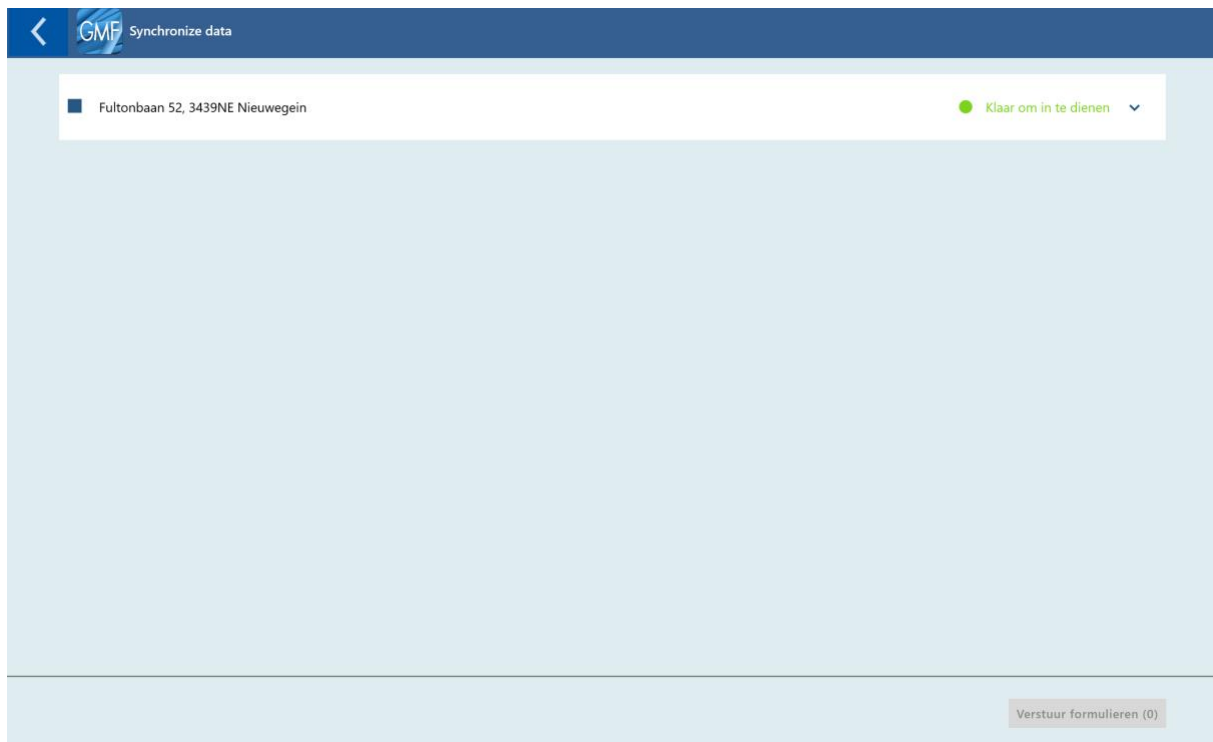 GMF Synchronize data
Fultonbaan 52, 3439NE Nieuwegein Klaar om in te dienen
Verstuur formulieren (0)